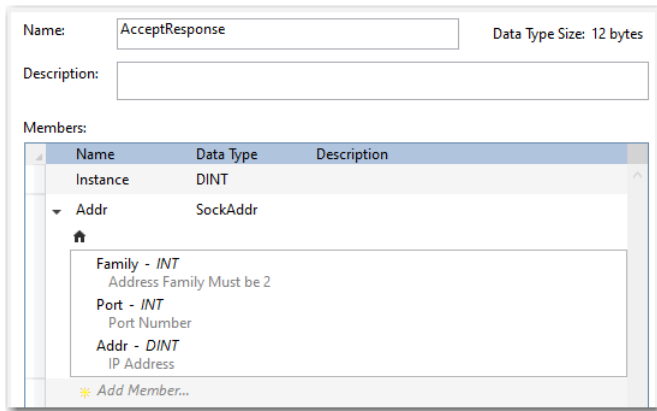 Name: AcceptResponse Data Type Size: 12 bytes
Description:
Members:
Name Data Type Description
Instance DINT
Addr SockAddr
Family - INT
Address Family Must be 2
Port - INT
Port Number
Addr - DINT
IP Address
Add Member...